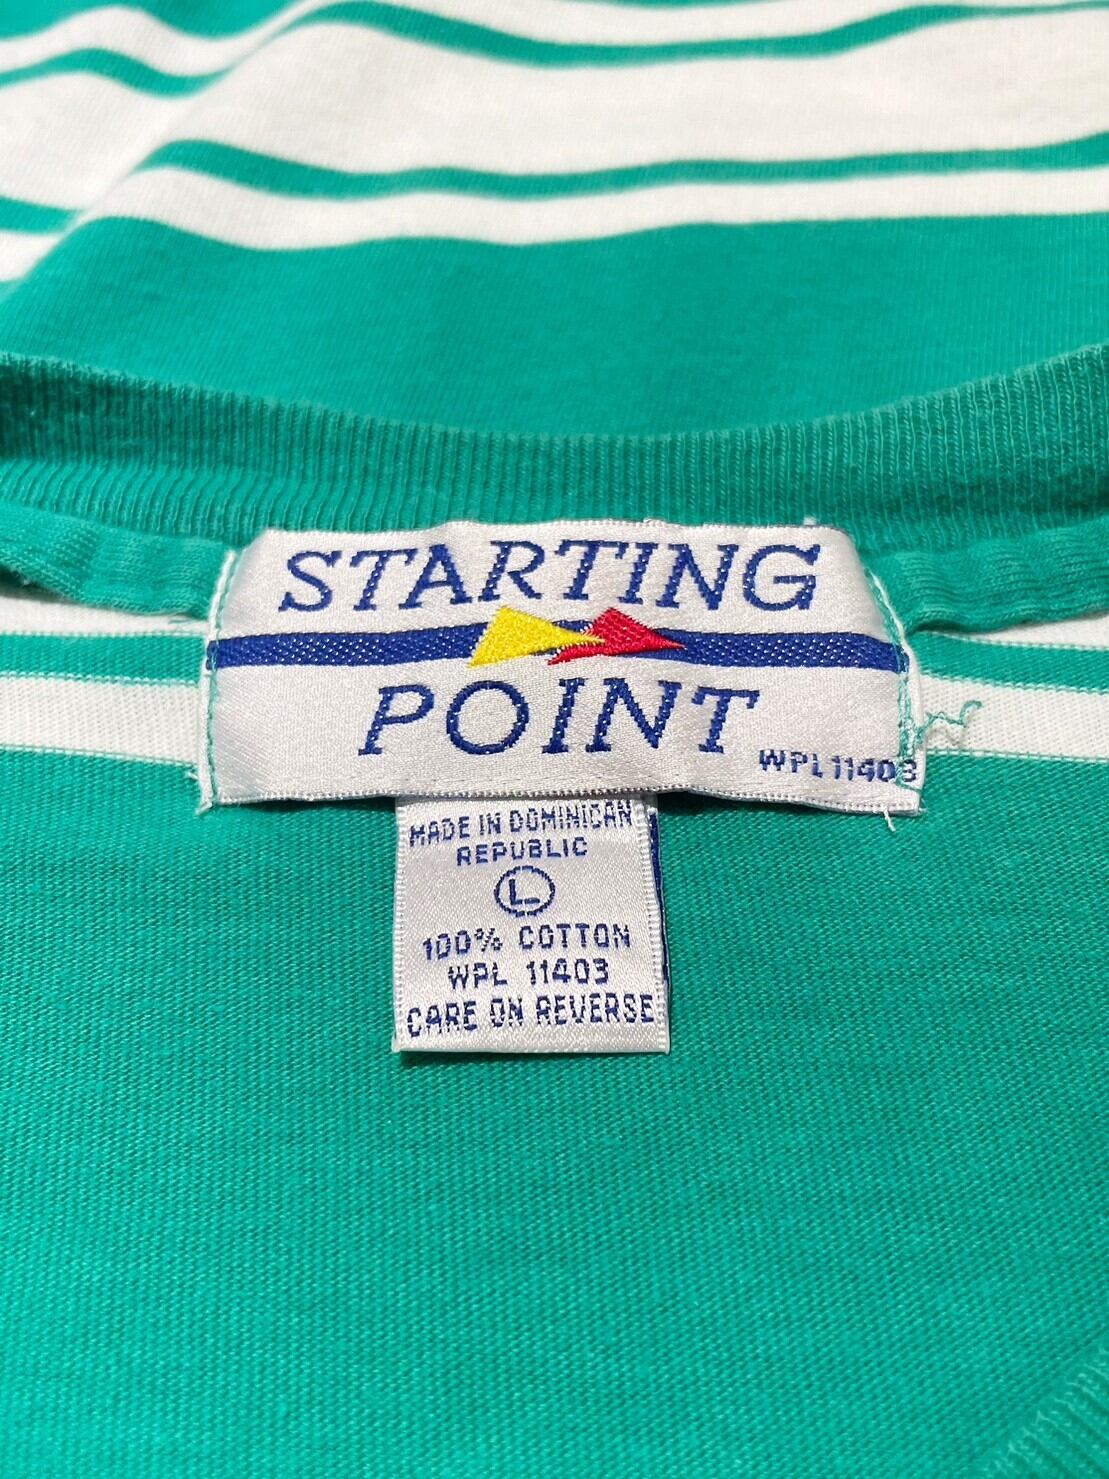 STARTING
POINT
WPL 11403
MADE IN DOMINICAN
REPUBLIC
L
100% COTTON
WPL 11403
CARE ON REVERSE